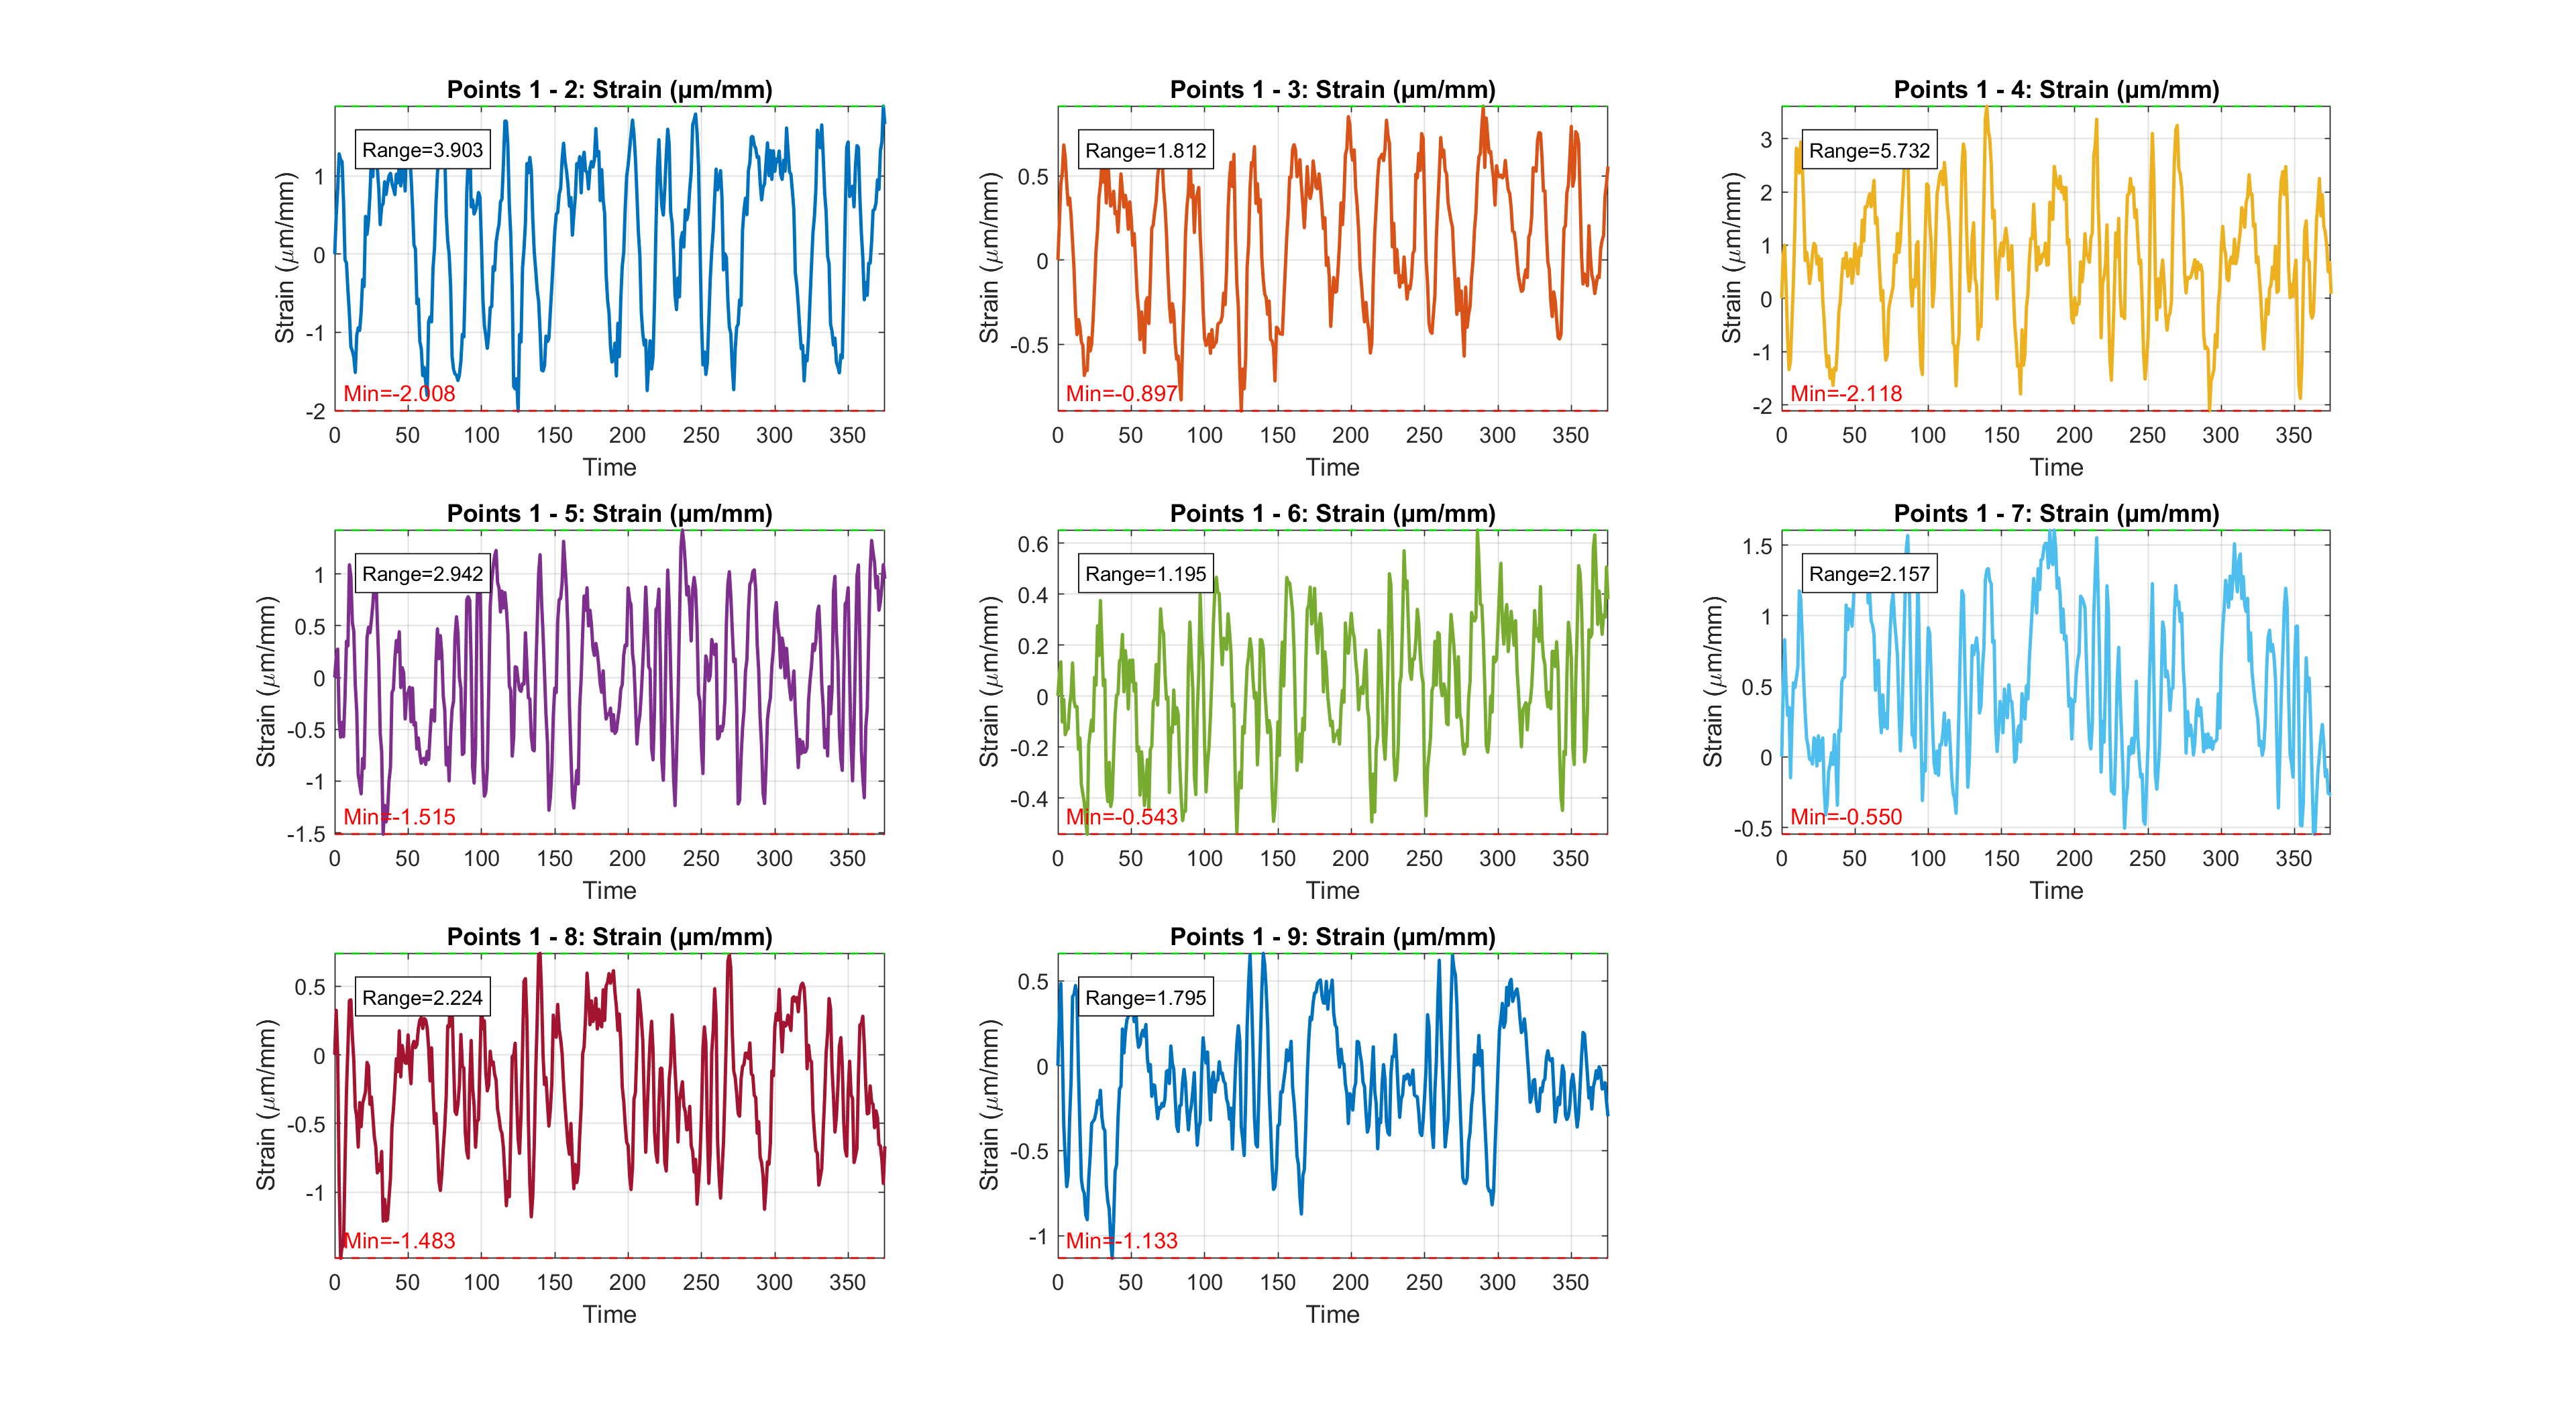 Points 1 - 2: Strain (µm/mm)
Range=3.903
Min=-2.008
Strain (µm/mm)
1
0
-1
-2
0 50 100 150 200 250 300 350
Time
Points 1 - 3: Strain (µm/mm)
Range=1.812
Min=-0.897
Strain (µm/mm)
0.5
0
-0.5
0 50 100 150 200 250 300 350
Time
Points 1 - 4: Strain (µm/mm)
Range=5.732
Min=-2.118
Strain (µm/mm)
3
2
1
0
-1
-2
0 50 100 150 200 250 300 350
Time
Points 1 - 5: Strain (µm/mm)
Range=2.942
Min=-1.515
Strain (µm/mm)
1
0.5
0
-0.5
-1
-1.5
0 50 100 150 200 250 300 350
Time
Points 1 - 6: Strain (µm/mm)
Range=1.195
Min=-0.543
Strain (µm/mm)
0.6
0.4
0.2
0
-0.2
-0.4
0 50 100 150 200 250 300 350
Time
Points 1 - 7: Strain (µm/mm)
Range=2.157
Min=-0.550
Strain (µm/mm)
1.5
1
0.5
0
-0.5
0 50 100 150 200 250 300 350
Time
Points 1 - 8: Strain (µm/mm)
Range=2.224
Min=-1.483
Strain (µm/mm)
0.5
0
-0.5
-1
0 50 100 150 200 250 300 350
Time
Points 1 - 9: Strain (µm/mm)
Range=1.795
Min=-1.133
Strain (µm/mm)
0.5
0
-0.5
-1
0 50 100 150 200 250 300 350
Time